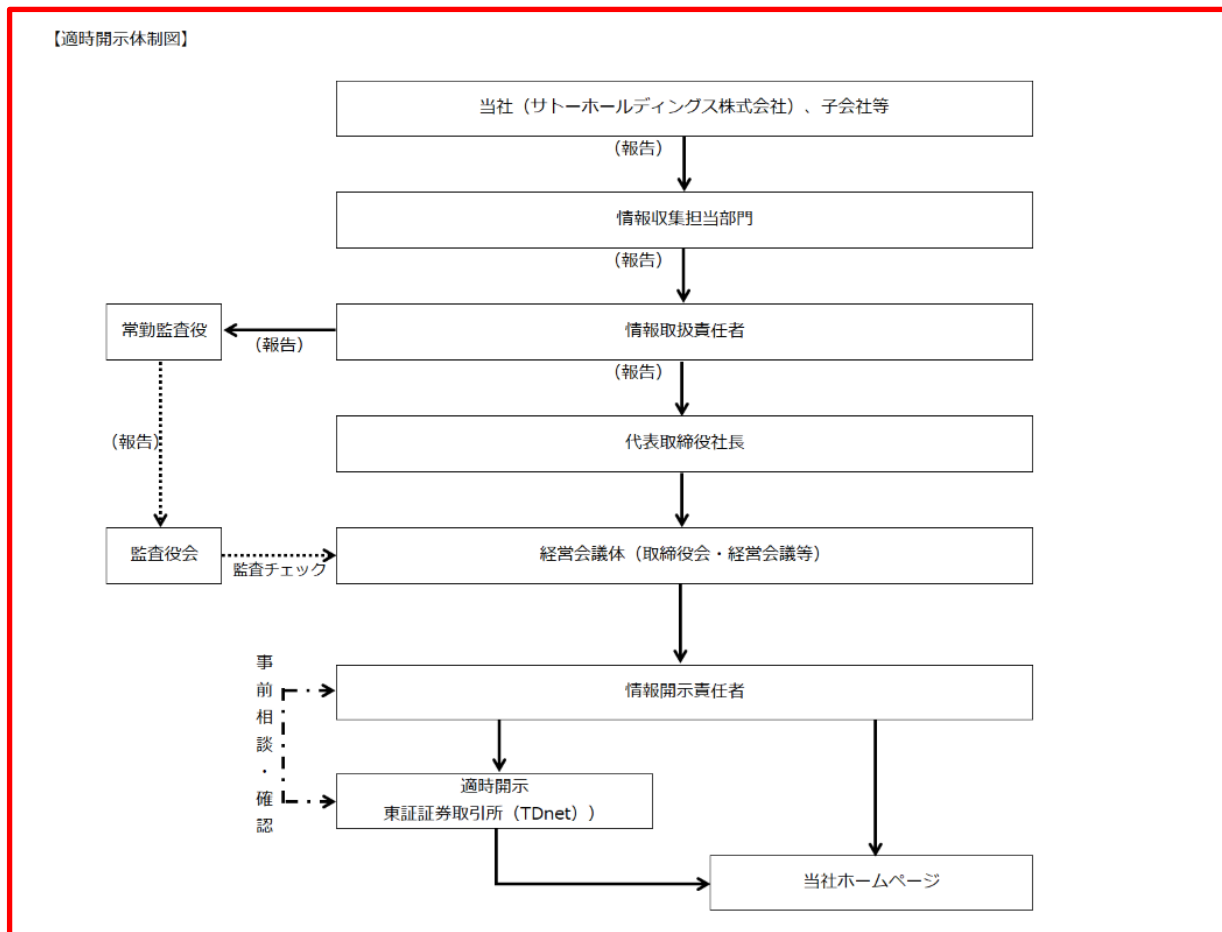 【適時開示体制図】
当社（サトーホールディングス株式会社）、子会社等
（報告）
情報収集担当部門
（報告）
常勤監査役
情報取扱責任者
（報告）
（報告）
代表取締役社長
（報告）
監査役会
監査チェック
経営会議体（取締役会・経営会議等）
事前相談・確認
情報開示責任者
適時開示
東証証券取引所（TDnet））
当社ホームページ